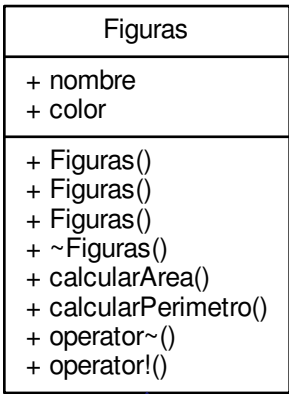 Figuras
+ nombre
+ color
+ Figuras()
+ Figuras()
+ Figuras()
+ ~Figuras()
+ calcularArea()
+ calcularPerimetro()
+ operator~()
+ operator!()